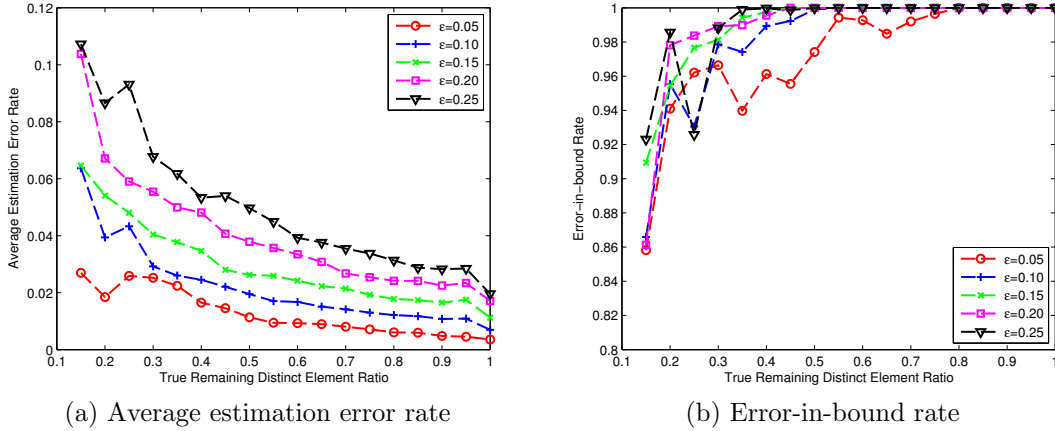 0.12
0.1
0.08
0.06
0.04
0.02
0
Average Estimation Error Rate
0.1 0.2 0.3 0.4 0.5 0.6 0.7 0.8 0.9 1
True Remaining Distinct Element Ratio
ε=0.05
ε=0.10
ε=0.15
ε=0.20
ε=0.25
(a) Average estimation error rate
1
0.98
0.96
0.94
0.92
0.9
0.88
0.86
0.84
0.82
0.8
Error−in−bound Rate
0.1 0.2 0.3 0.4 0.5 0.6 0.7 0.8 0.9 1
True Remaining Distinct Element Ratio
ε=0.05
ε=0.10
ε=0.15
ε=0.20
ε=0.25
(b) Error-in-bound rate